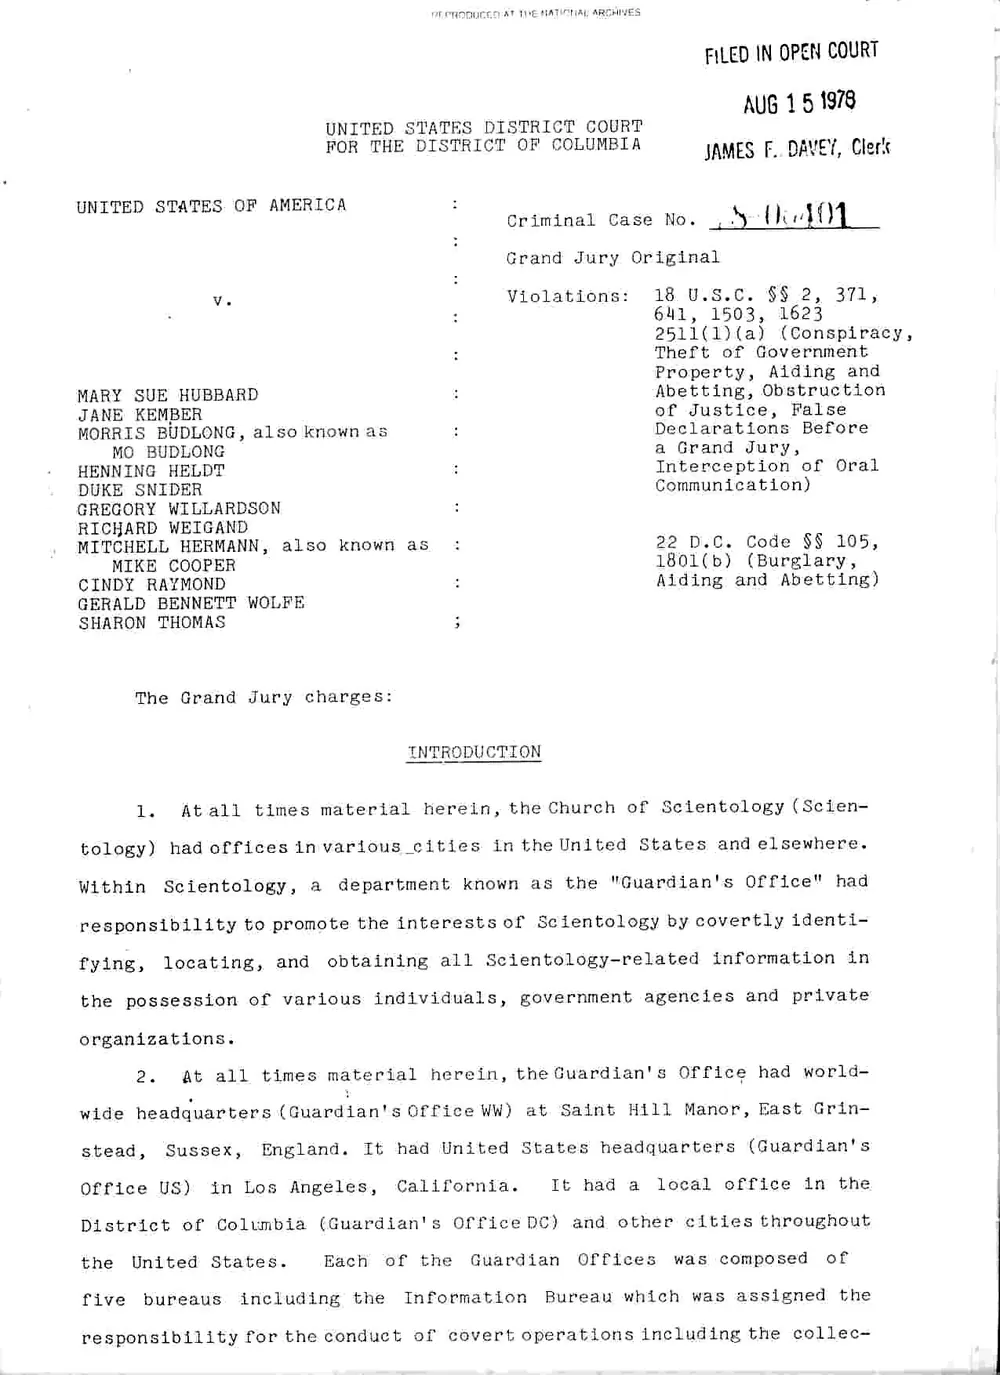 REPRODUCED AT THE NATIONAL ARCHIVES
FILED IN OPEN COURT
AUG 15 1978
JAMES F. DAVEY, Clerk
UNITED STATES DISTRICT COURT
FOR THE DISTRICT OF COLUMBIA
UNITED STATES OF AMERICA :
Criminal Case No.
:
Grand Jury Original
:
v.
Violations: 18 U.S.C. §§ 2, 371,
: 641, 1503, 1623
2511(1)(a) (Conspiracy,
: Theft of Government
Property, Aiding and
MARY SUE HUBBARD : Abetting, Obstruction
JANE KEMBER of Justice, False
MORRIS BUDLONG, also known as : Declarations Before
MO BUDLONG a Grand Jury,
HENNING HELDT : Interception of Oral
DUKE SNIDER Communication)
GREGORY WILLARDSON :
RICHARD WEIGAND
MITCHELL HERMANN, also known as : 22 D.C. Code §§ 105,
MIKE COOPER 1801(b) (Burglary,
CINDY RAYMOND : Aiding and Abetting)
GERALD BENNETT WOLFE
SHARON THOMAS ;
The Grand Jury charges:
INTRODUCTION
1. At all times material herein, the Church of Scientology (Scien-
tology) had offices in various cities in the United States and elsewhere.
Within Scientology, a department known as the "Guardian's Office" had
responsibility to promote the interests of Scientology by covertly identi-
fying, locating, and obtaining all Scientology-related information in
the possession of various individuals, government agencies and private
organizations.
2. At all times material herein, the Guardian's Office had world-
wide headquarters (Guardian's Office WW) at Saint Hill Manor, East Grin-
stead, Sussex, England. It had United States headquarters (Guardian's
Office US) in Los Angeles, California. It had a local office in the
District of Columbia (Guardian's Office DC) and other cities throughout
the United States. Each of the Guardian Offices was composed of
five bureaus including the Information Bureau which was assigned the
responsibility for the conduct of covert operations including the collec-